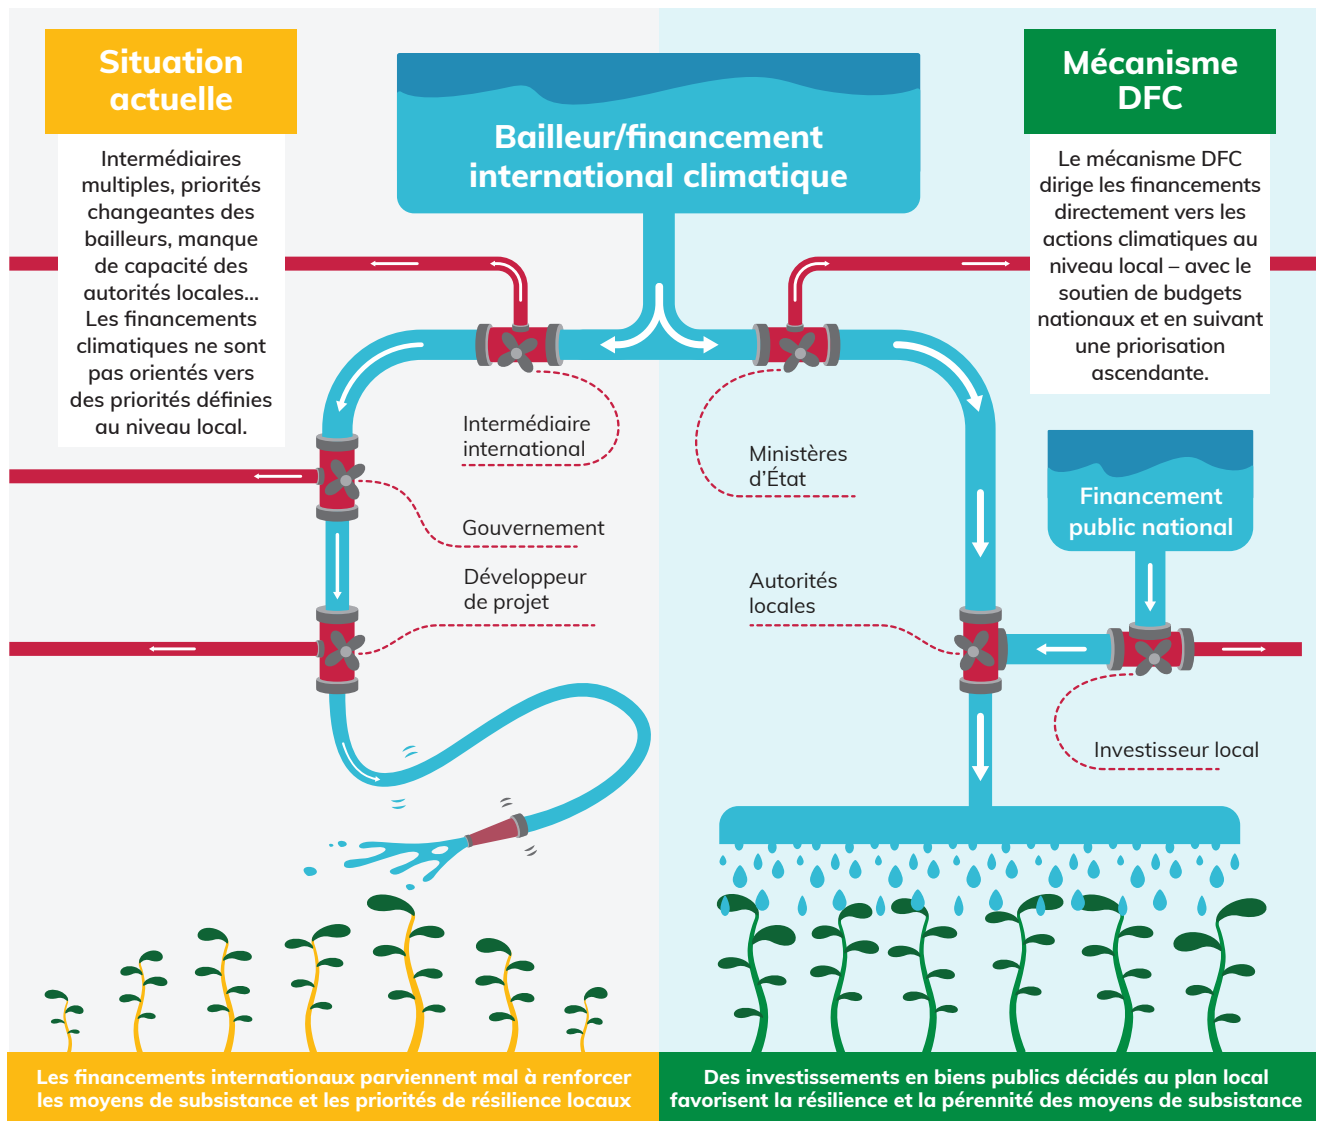 Situation
actuelle
Intermédiaires
multiples, priorités
changeantes des
bailleurs, manque
de capacité des
autorités locales...
Les financements
climatiques ne sont
pas orientés vers
des priorités définies
au niveau local.
Bailleur/financement
international climatique
Mécanisme
DFC
Le mécanisme DFC
dirige les financements
directement vers les
actions climatiques au
niveau local – avec le
soutien de budgets
nationaux et en suivant
une priorisation
ascendante.
Intermédiaire
international
Gouvernement
Développeur
de projet
Ministères
d’État
Financement
public national
Autorités
locales
Investisseur local
Les financements internationaux parviennent mal à renforcer
les moyens de subsistance et les priorités de résilience locaux
Des investissements en biens publics décidés au plan local
favorisent la résilience et la pérennité des moyens de subsistance